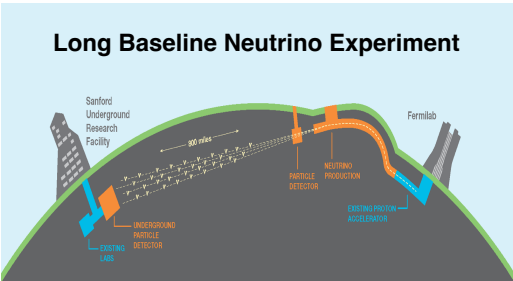 Long Baseline Neutrino Experiment
Sanford
Underground
Research
Facility
Fermilab
800 miles
PARTICLE
DETECTOR
NEUTRINO
PRODUCTION
EXISTING PROTON
ACCELERATOR
UNDERGROUND
PARTICLE
DETECTOR
EXISTING
LABS